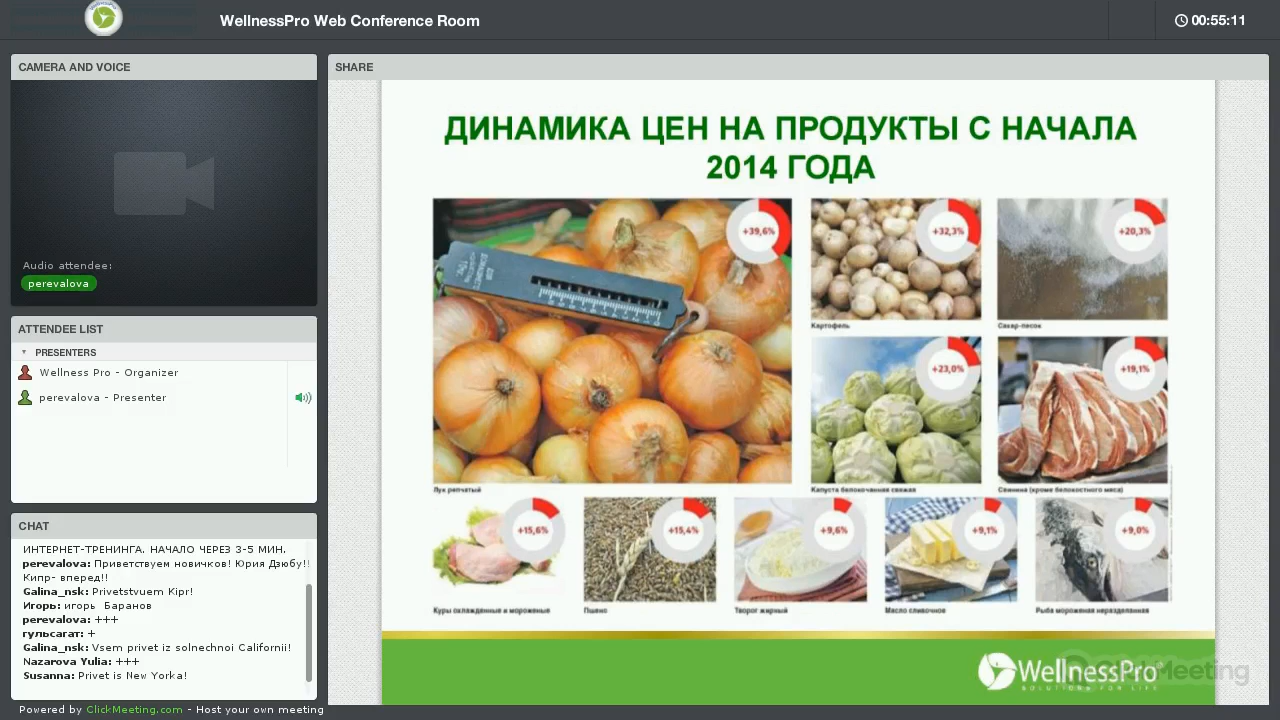 WellnessPro Web Conference Room
00:55:11
CAMERA AND VOICE
Audio attendee:
perevalova
ATTENDEE LIST
PRESENTERS
Wellness Pro - Organizer
perevalova - Presenter
CHAT
ИНТЕРНЕТ-ТРЕНИНГА. НАЧАЛО ЧЕРЕЗ 3-5 МИН.
perevalova: Приветствуем новичков! Юрия Дзюбу!!
Кипр- вперед!!
Privetstvuem Kipr!
Игорь: игорь Баранов
+++
гульсагат: +
Galina_nsk: Vsem privet iz solnechnoi Californii!
Nazarova_Yulia: +++
Susanna: Privet is New Yorka!
Powered by ClickMeeting.com - Host your own meeting
SHARE
ДИНАМИКА ЦЕН НА ПРОДУКТЫ С НАЧАЛА
2014 ГОДА
+39,6%
Лук репчатый
+32,3%
Картофель
+20,3%
Сахар-песок
+23,0%
Капуста белокочанная свежая
+19,1%
Свинина (кроме бескостного мяса)
+15,6%
Куры охлажденные и мороженые
+15,4%
Пшено
+9,6%
Творог жирный
+9,1%
Масло сливочное
+9,0%
Рыба мороженая неразделанная
WellnessPro
SOLUTIONS FOR LIFE
Meeting